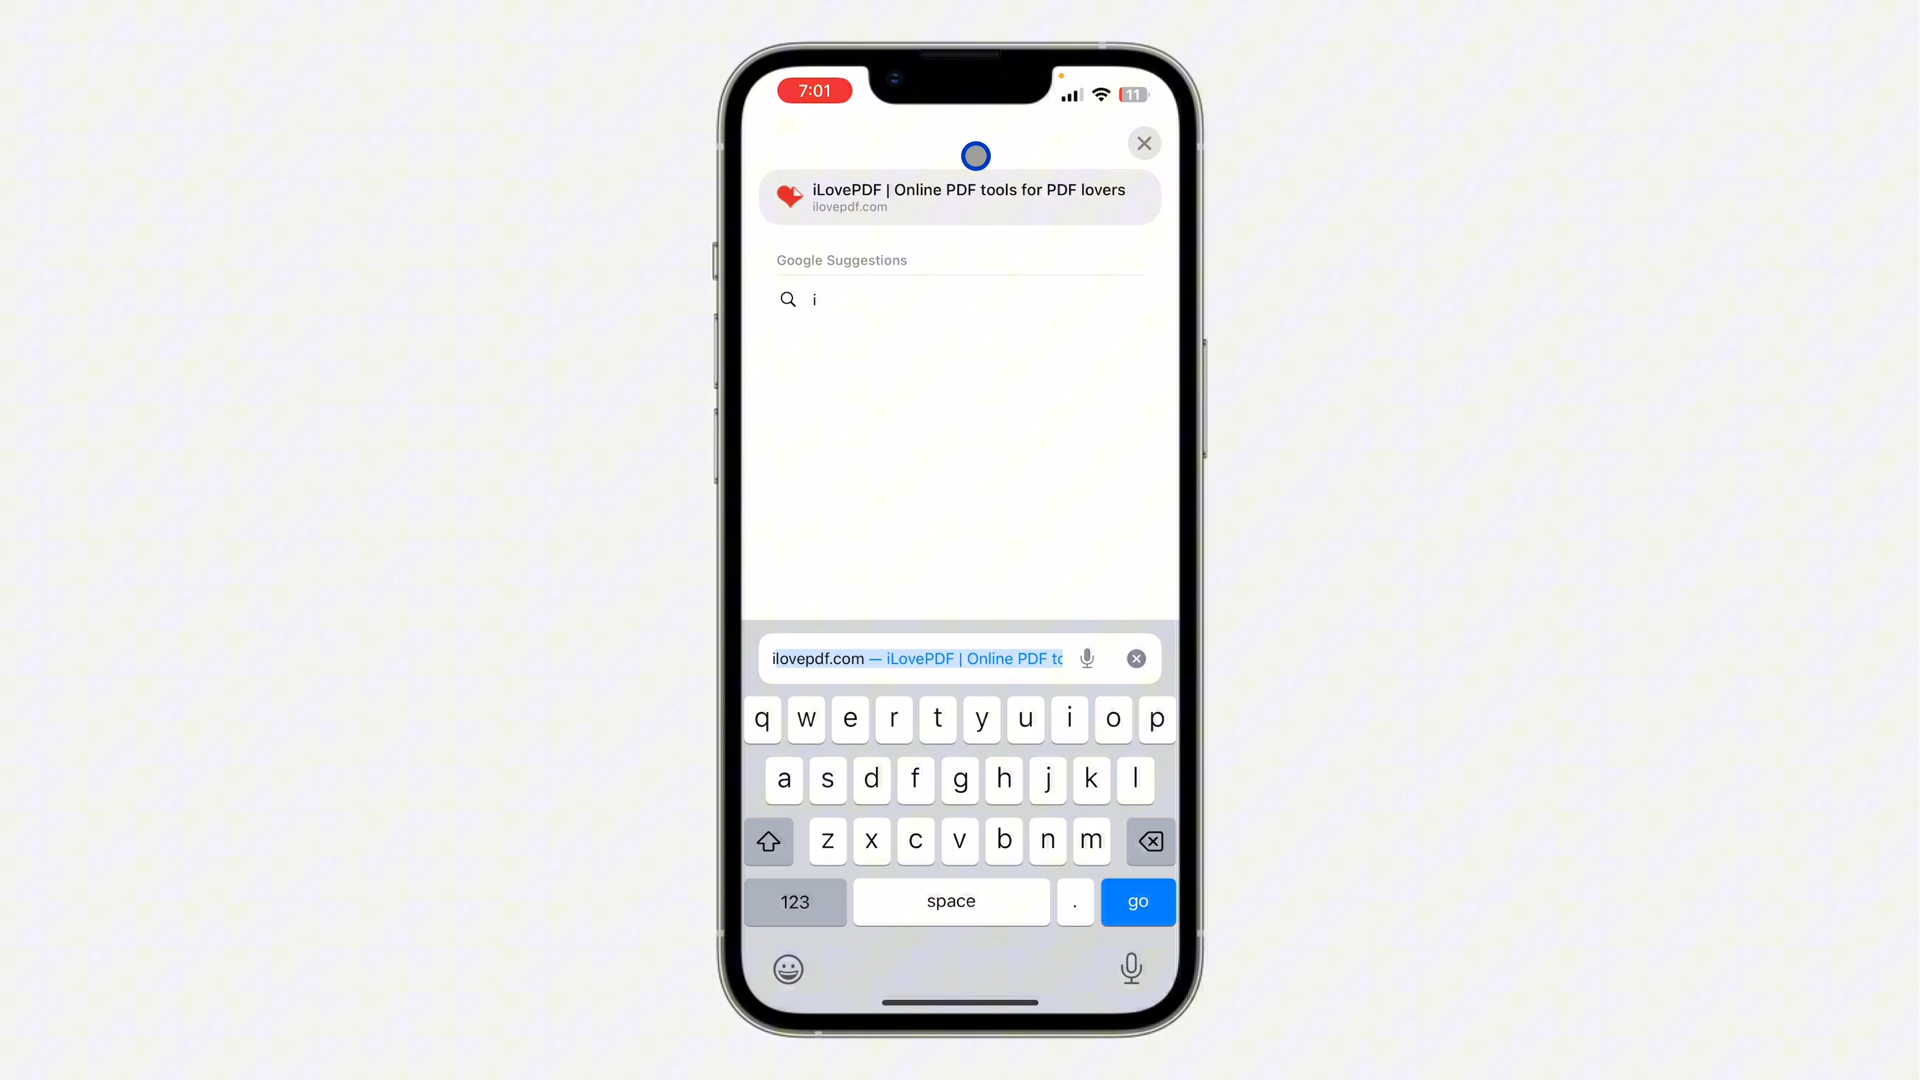 7:01
11
iLovePDF | Online PDF tools for PDF lovers
ilovepdf.com
Google Suggestions
i
ilovepdf.com — iLovePDF | Online PDF to
q w e r t y u i o p
a s d f g h j k l
z x c v b n m
123 space . go